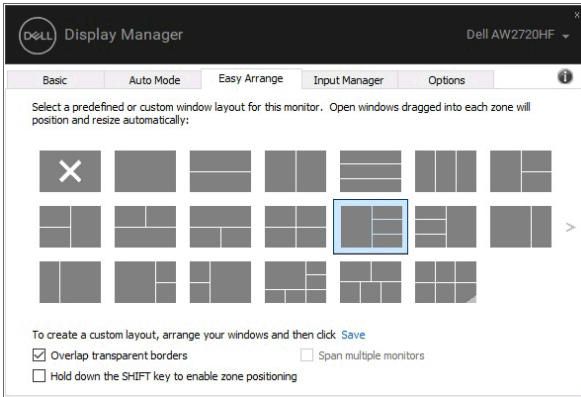 DELL Display Manager
Dell AW2720HF
Basic Auto Mode Easy Arrange Input Manager Options
Select a predefined or custom window layout for this monitor. Open windows dragged into each zone will
position and resize automatically:
To create a custom layout, arrange your windows and then click Save
Overlap transparent borders
Span multiple monitors
Hold down the SHIFT key to enable zone positioning